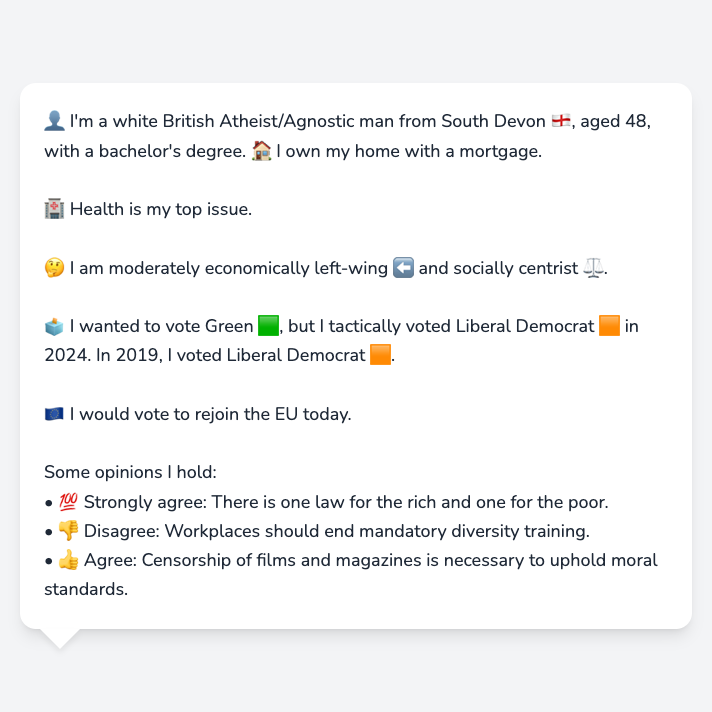 👤 I'm a white British Atheist/Agnostic man from South Devon 🏴󠁧󠁢󠁥󠁮󠁧󠁿, aged 48,
with a bachelor's degree. 🏠 I own my home with a mortgage.
🏥 Health is my top issue.
🤔 I am moderately economically left-wing ⬅️ and socially centrist ⚖️.
🗳️ I wanted to vote Green 🟩, but I tactically voted Liberal Democrat 🟧 in
2024. In 2019, I voted Liberal Democrat 🟧.
🇪🇺 I would vote to rejoin the EU today.
Some opinions I hold:
• 💯 Strongly agree: There is one law for the rich and one for the poor.
• 👎 Disagree: Workplaces should end mandatory diversity training.
• 👍 Agree: Censorship of films and magazines is necessary to uphold moral
standards.